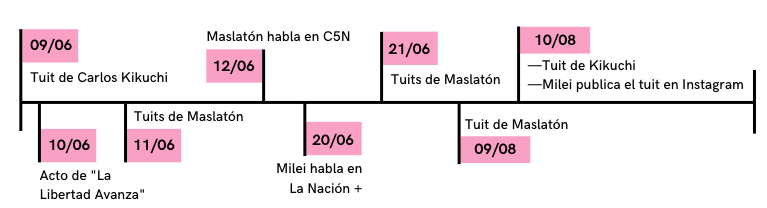 09/06
Tuit de Carlos Kikuchi
10/06
Acto de "La
Libertad Avanza"
Tuits de Maslatón
11/06
Maslatón habla en C5N
12/06
20/06
Milei habla en
La Nación +
21/06
Tuits de Maslatón
Tuit de Maslatón
09/08
10/08
—Tuit de Kikuchi
—Milei publica el tuit en Instagram